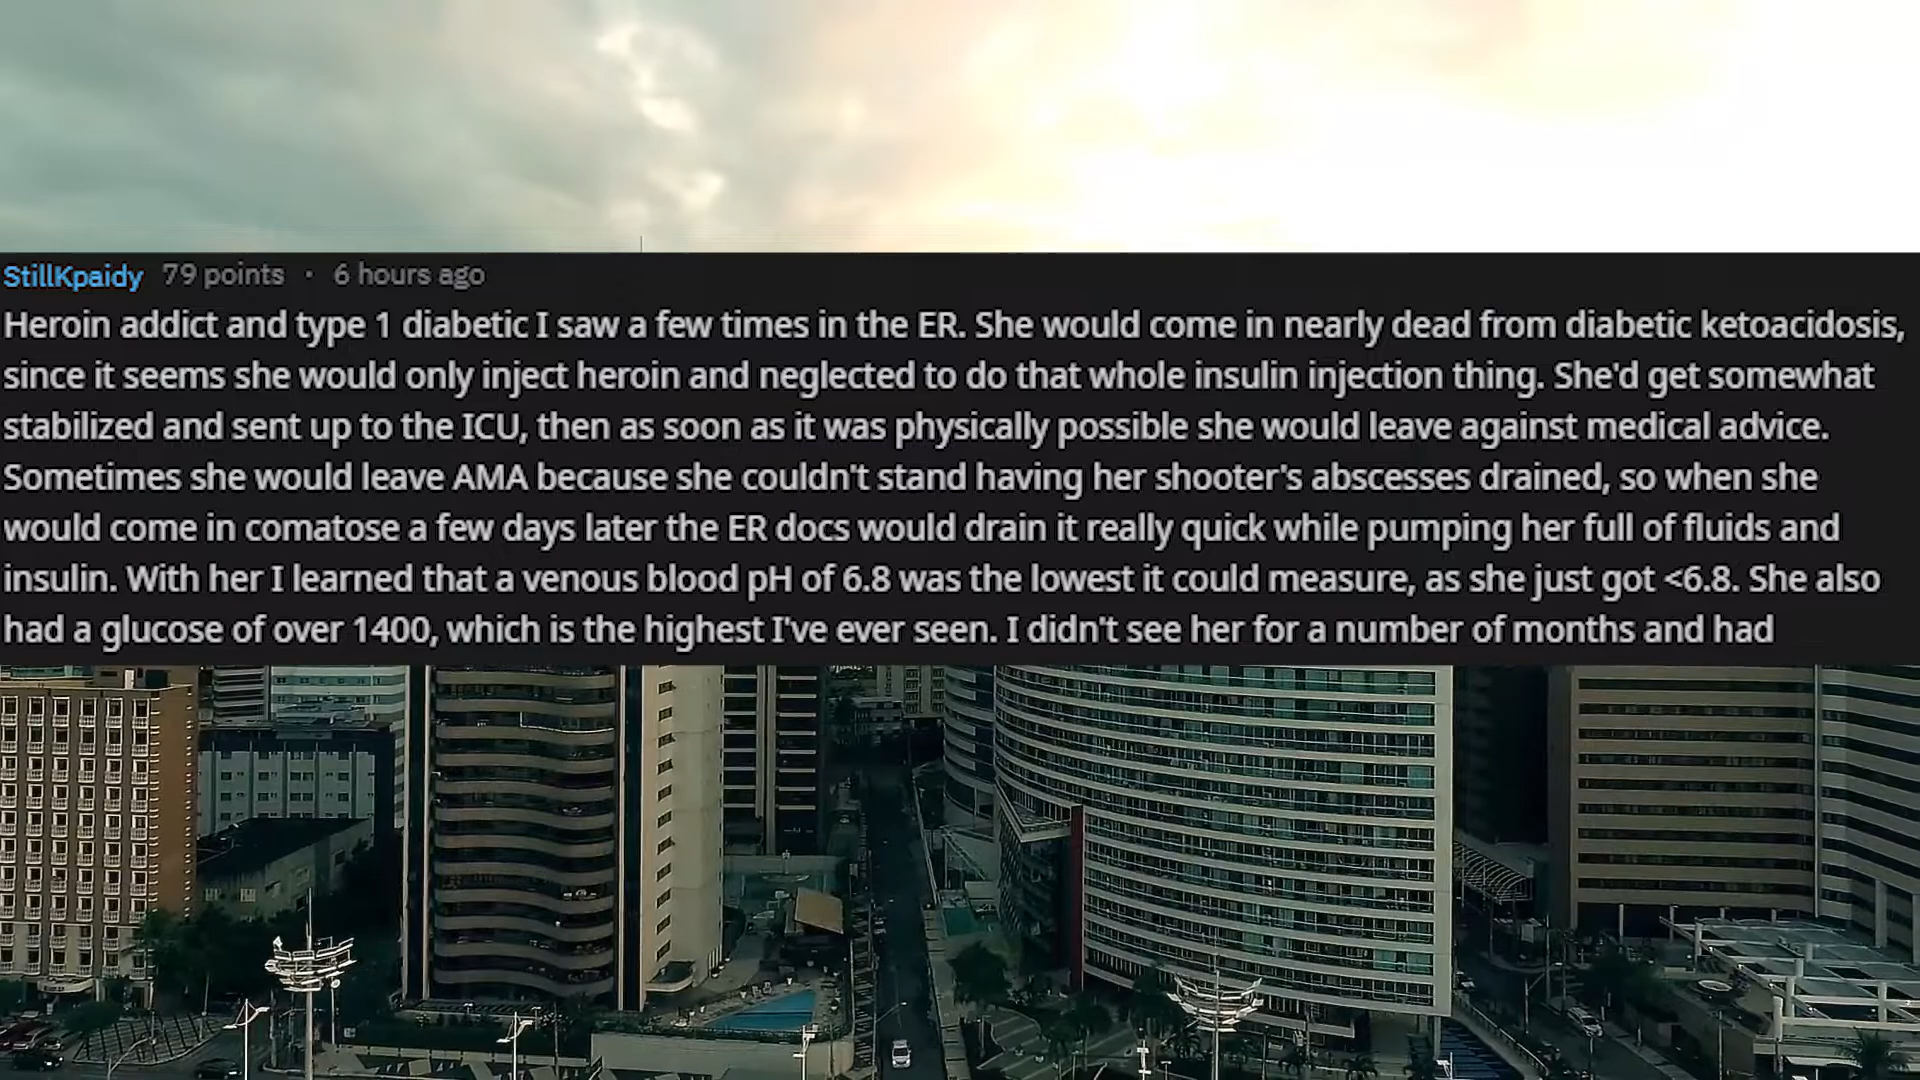 StillKpaidy 79 points · 6 hours ago
Heroin addict and type 1 diabetic I saw a few times in the ER. She would come in nearly dead from diabetic ketoacidosis,
since it seems she would only inject heroin and neglected to do that whole insulin injection thing. She'd get somewhat
stabilized and sent up to the ICU, then as soon as it was physically possible she would leave against medical advice.
Sometimes she would leave AMA because she couldn't stand having her shooter's abscesses drained, so when she
would come in comatose a few days later the ER docs would drain it really quick while pumping her full of fluids and
insulin. With her I learned that a venous blood pH of 6.8 was the lowest it could measure, as she just got <6.8. She also
had a glucose of over 1400, which is the highest I've ever seen. I didn't see her for a number of months and had